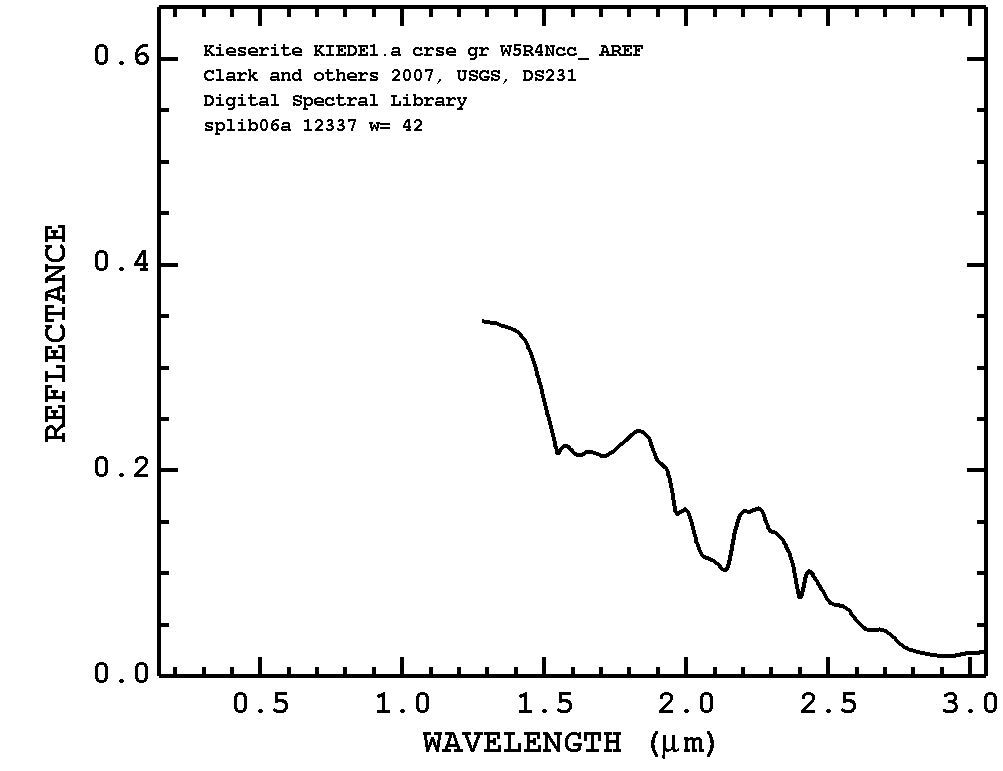 Kieserite KIEDE1.a crse gr W5R4Ncc_ AREF
Clark and others 2007, USGS, DS231
Digital Spectral Library
splib06a 12337 w= 42
REFLECTANCE
0.6
0.4
0.2
0.0
0.5 1.0 1.5 2.0 2.5 3.0
WAVELENGTH (μm)